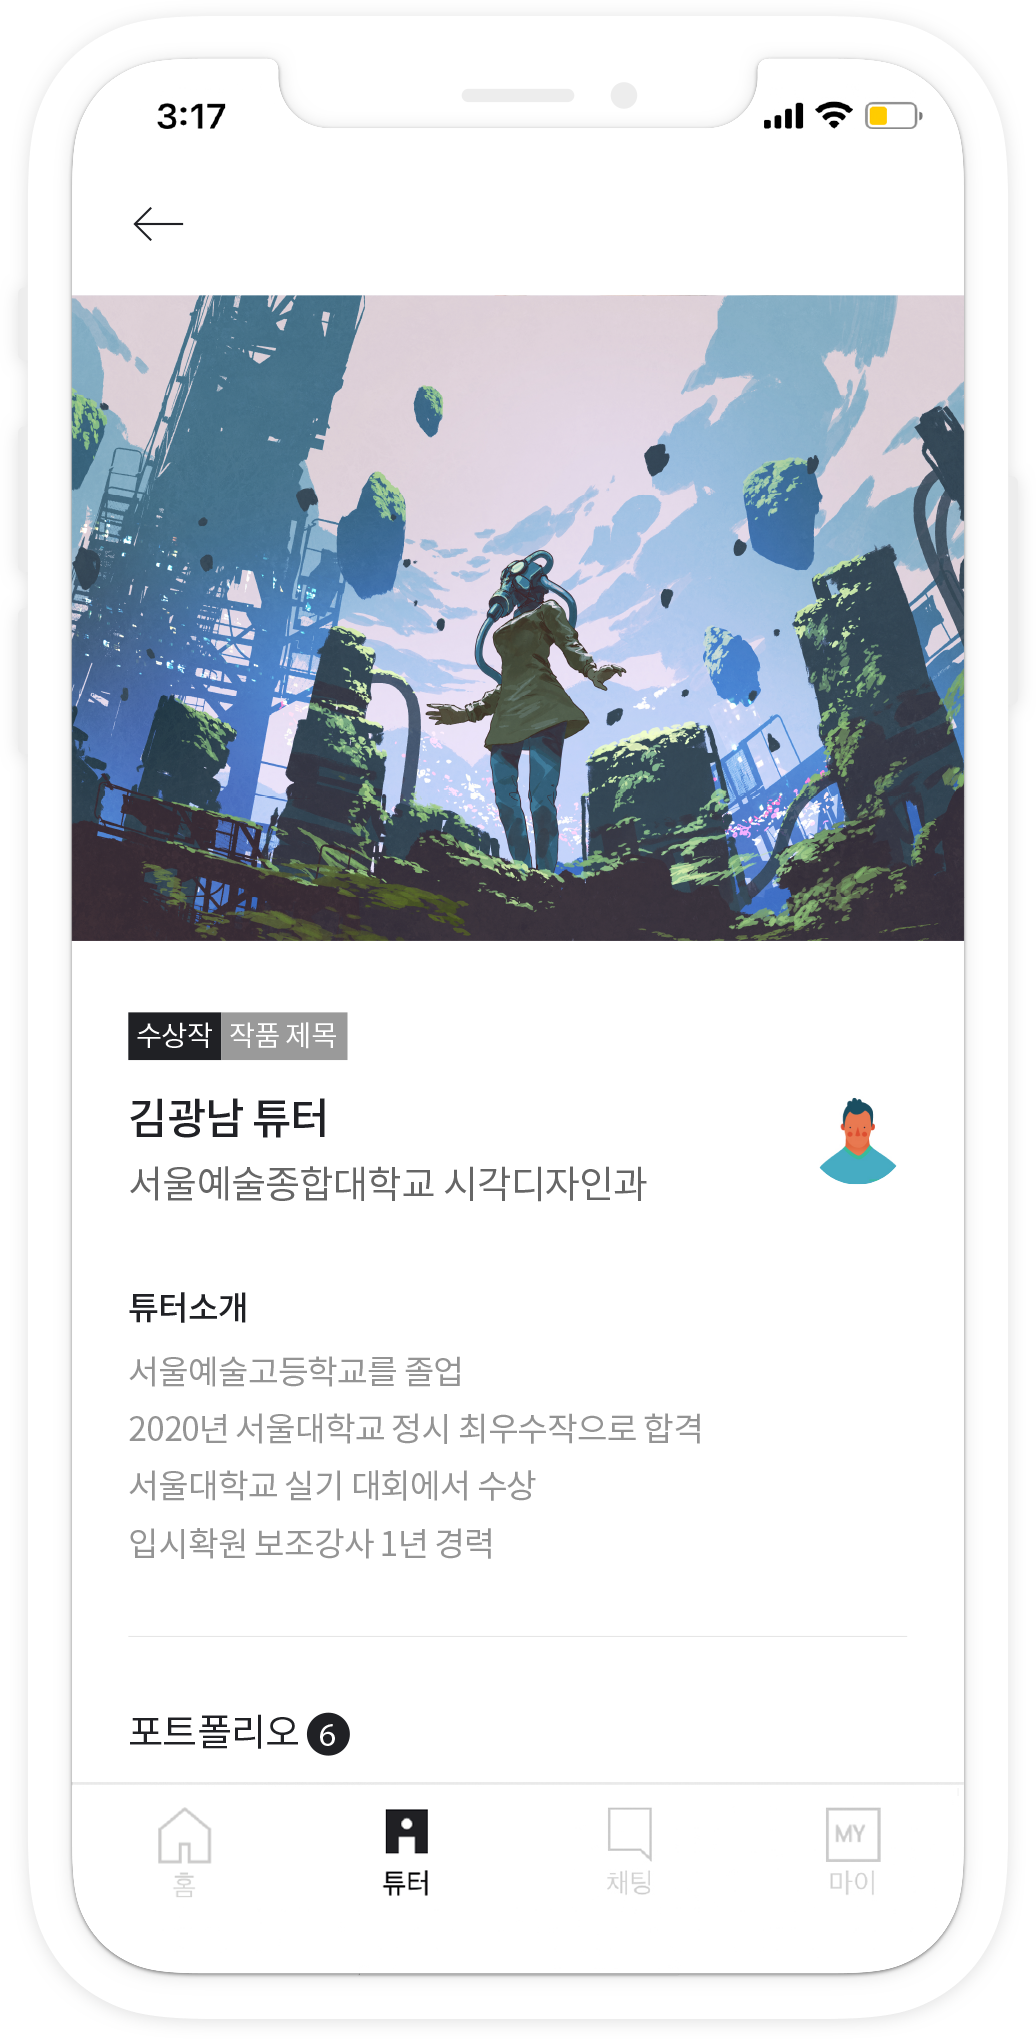 3:17
수상작 작품 제목
김광남 튜터
서울예술종합대학교 시각디자인과
튜터소개
서울예술고등학교를 졸업
2020년 서울대학교 정시 최우수작으로 합격
서울대학교 실기 대회에서 수상
입시확원 보조강사 1년 경력
포트폴리오 6
MY
홈 튜터 채팅 마이